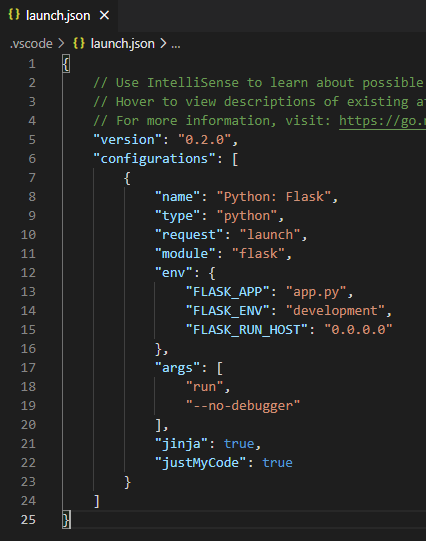 {} launch.json ×
.vscode > {} launch.json > ...
1 {
2 // Use IntelliSense to learn about possible
3 // Hover to view descriptions of existing
4 // For more information, visit: https://go.
5 "version": "0.2.0",
6 "configurations": [
7 {
8 "name": "Python: Flask",
9 "type": "python",
10 "request": "launch",
11 "module": "flask",
12 "env": {
13 "FLASK_APP": "app.py",
14 "FLASK_ENV": "development",
15 "FLASK_RUN_HOST": "0.0.0.0"
16 },
17 "args": [
18 "run",
19 "--no-debugger"
20 ],
21 "jinja": true,
22 "justMyCode": true
23 }
24 ]
25 }